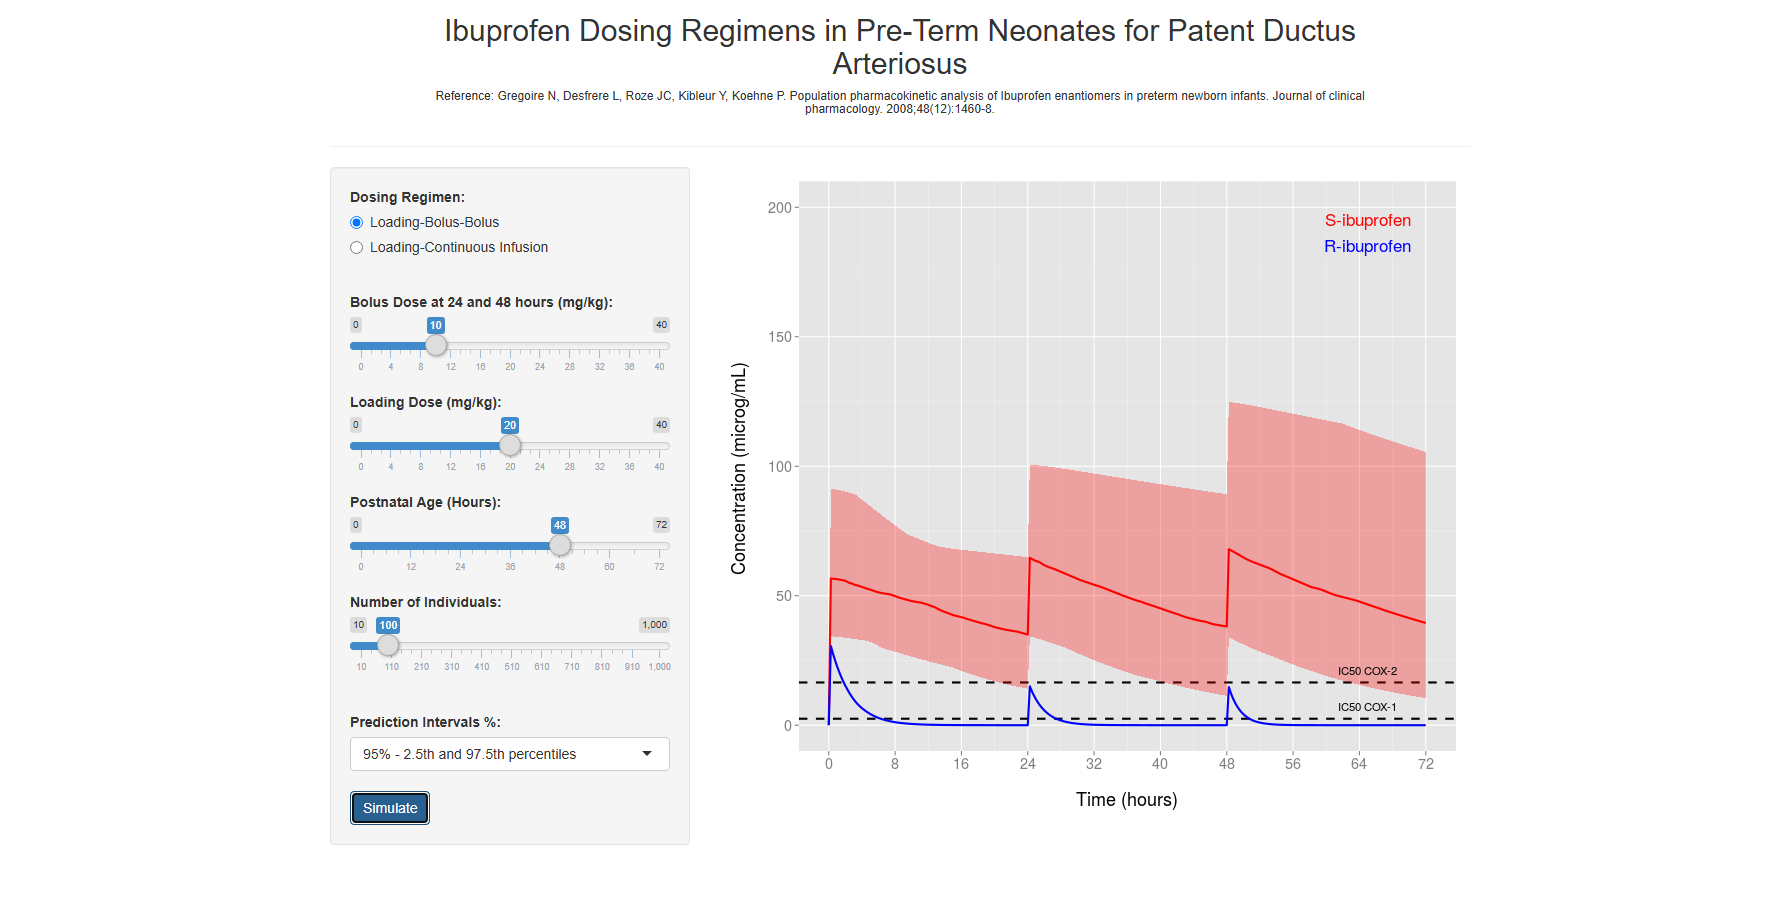 Ibuprofen Dosing Regimens in Pre-Term Neonates for Patent Ductus
Arteriosus
Reference: Gregoire N, Desfrere L, Roze JC, Kibleur Y, Koehne P. Population pharmacokinetic analysis of Ibuprofen enantiomers in preterm newborn infants. Journal of clinical
pharmacology. 2008;48(12):1460-8.
Dosing Regimen:
Loading-Bolus-Bolus
Loading-Continuous Infusion
Bolus Dose at 24 and 48 hours (mg/kg):
0 10 40
0 4 8 12 16 20 24 28 32 36 40
Loading Dose (mg/kg):
0 20 40
0 4 8 12 16 20 24 28 32 36 40
Postnatal Age (Hours):
0 48 72
0 12 24 36 48 60 72
Number of Individuals:
10 100 1,000
10 110 210 310 410 510 610 710 810 910 1,000
Prediction Intervals %:
95% - 2.5th and 97.5th percentiles
Simulate
Concentration (microg/mL)
200
150
100
50
0
S-ibuprofen
R-ibuprofen
IC50 COX-2
IC50 COX-1
0 8 16 24 32 40 48 56 64 72
Time (hours)